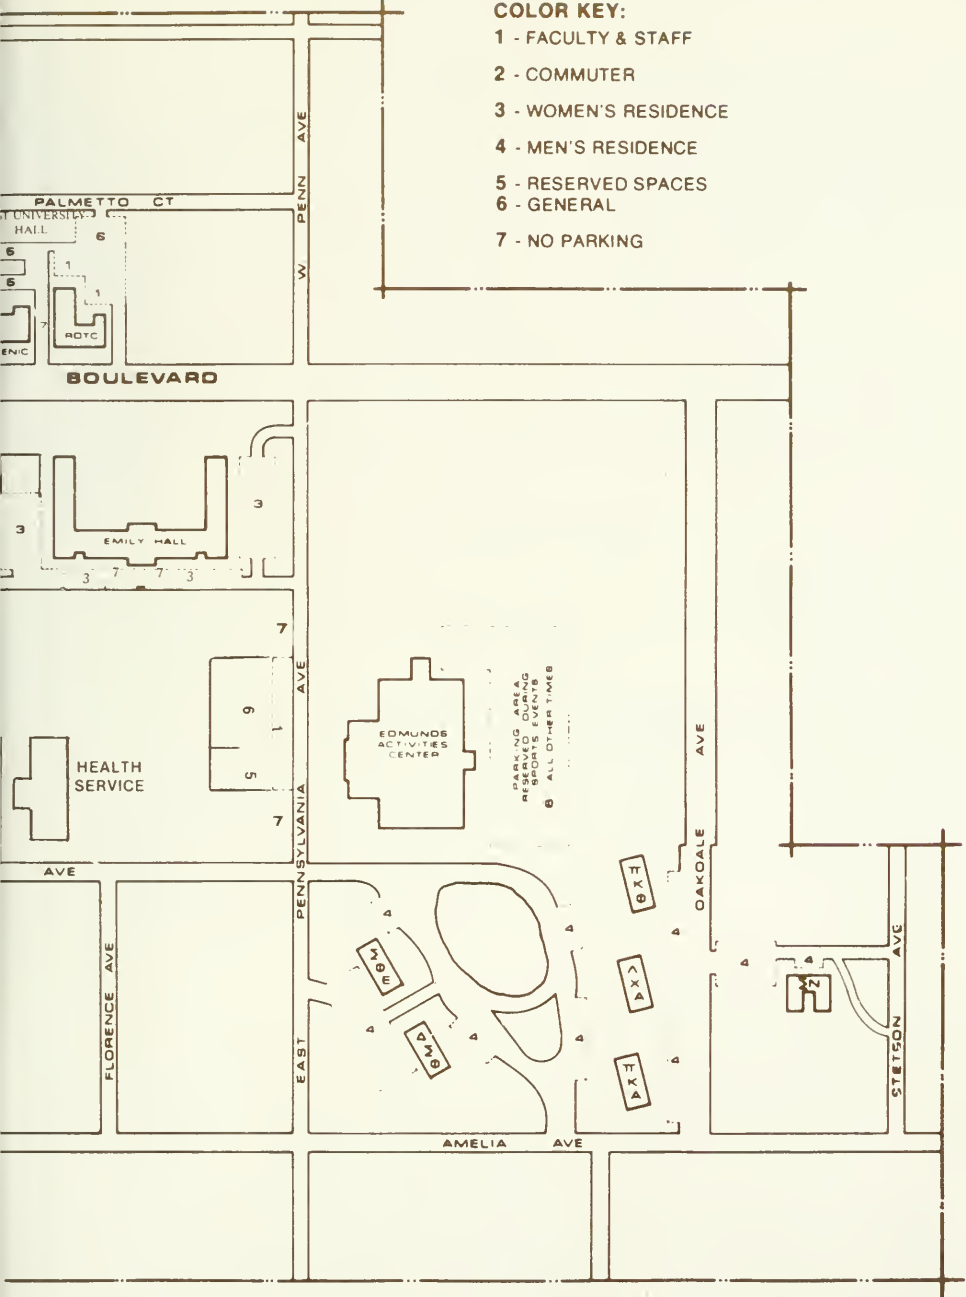 COLOR KEY:
1 - FACULTY & STAFF
2 - COMMUTER
3 - WOMEN'S RESIDENCE
4 - MEN'S RESIDENCE
5 - RESERVED SPACES
6 - GENERAL
7 - NO PARKING
W PENN AVE
PALMETTO CT
UNIVERSITY
HALL
6
6
6
1
1
7
ROTC
ENIC
BOULEVARD
3
3
EMILY HALL
3 7 7 3
7
6
1
5
7
HEALTH
SERVICE
EAST PENNSYLVANIA AVE
EDMUNDS
ACTIVITIES
CENTER
PARKING AREA
RESERVED DURING
SPORTS EVENTS
6 ALL OTHER TIMES
OAKDALE AVE
AVE
FLORENCE AVE
STETSON AVE
4
ΠΚΘ
4
4
4
4
ΛΧΑ
4
4
4
4
ΠΚΑ
4
AMELIA AVE